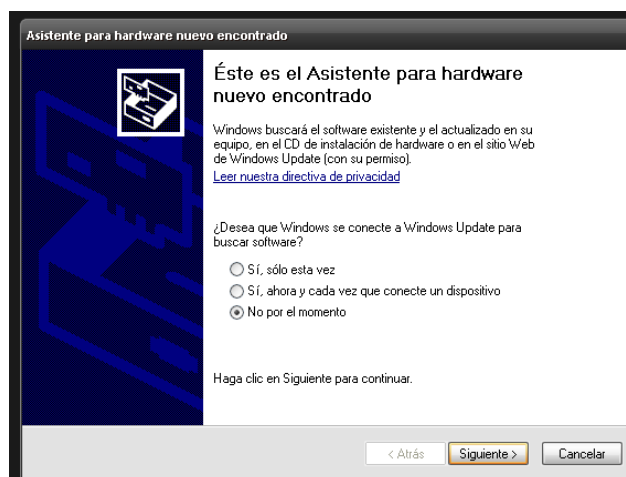 Asistente para hardware nuevo encontrado
Éste es el Asistente para hardware
nuevo encontrado
Windows buscará el software existente y el actualizado en su
equipo, en el CD de instalación de hardware o en el sitio Web
de Windows Update (con su permiso).
Leer nuestra directiva de privacidad
¿Desea que Windows se conecte a Windows Update para
buscar software?
Sí, sólo esta vez
Sí, ahora y cada vez que conecte un dispositivo
No por el momento
Haga clic en Siguiente para continuar.
< Atrás
Siguiente >
Cancelar